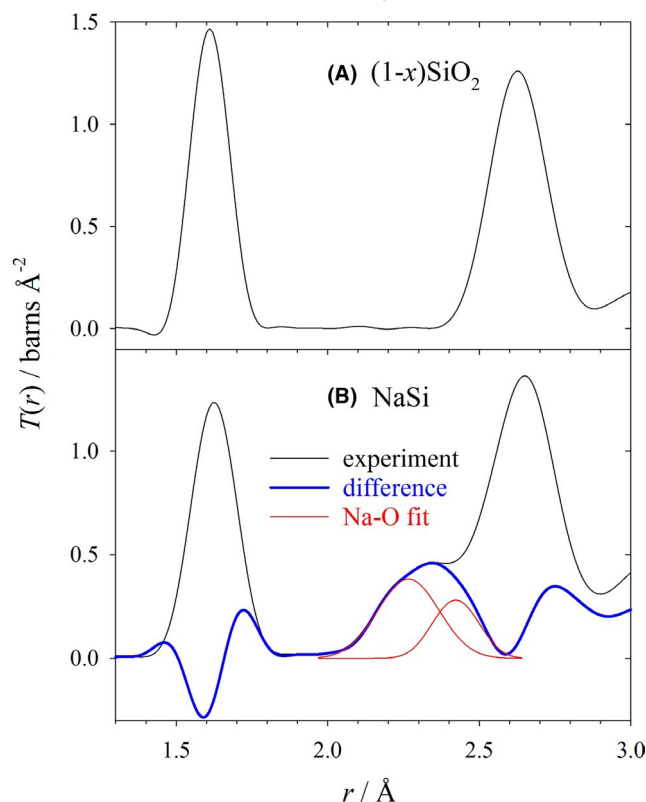 1.5
(A) (1-x)SiO₂
1.0
0.5
0.0
T(r) / barns Å⁻²
(B) NaSi
1.0
experiment
difference
Na-O fit
0.5
0.0
1.5 2.0 2.5 3.0
r / Å